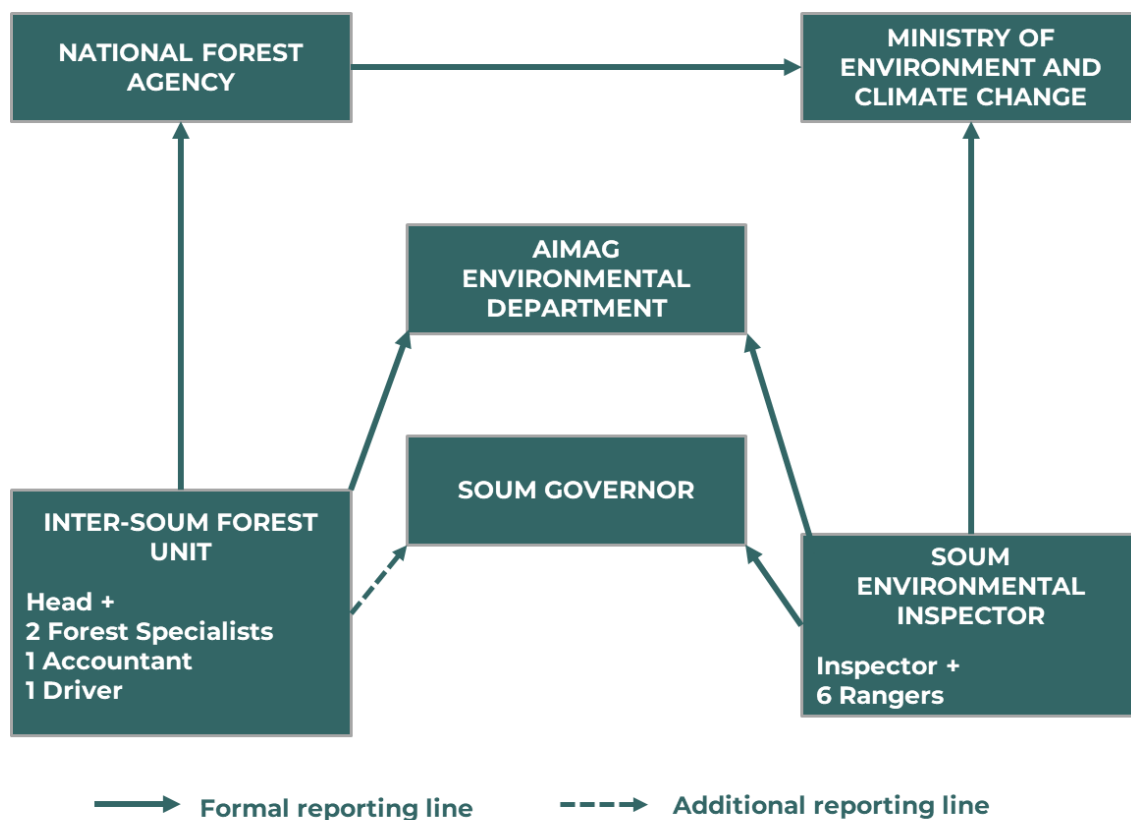 NATIONAL FOREST
AGENCY
MINISTRY OF
ENVIRONMENT AND
CLIMATE CHANGE
AIMAG
ENVIRONMENTAL
DEPARTMENT
SOUM GOVERNOR
INTER-SOUM FOREST
UNIT
Head +
2 Forest Specialists
1 Accountant
1 Driver
SOUM
ENVIRONMENTAL
INSPECTOR
Inspector +
6 Rangers
Formal reporting line
Additional reporting line